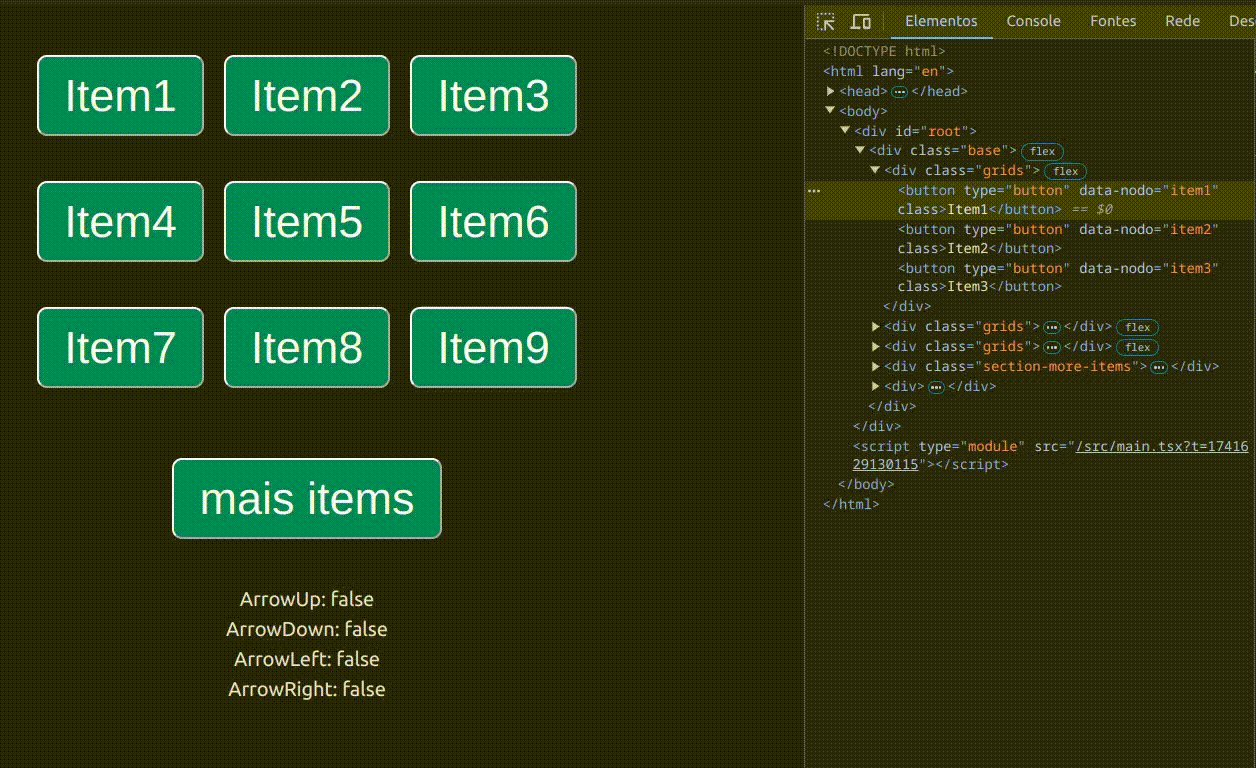 Item1 Item2 Item3
Item4 Item5 Item6
Item7 Item8 Item9
mais items
ArrowUp: false
ArrowDown: false
ArrowLeft: false
ArrowRight: false
Elementos Console Fontes Rede Des
<!DOCTYPE html>
<html lang="en">
<head> ••• </head>
<body>
<div id="root">
<div class="base"> flex
<div class="grids"> flex
<button type="button" data-nodo="item1"
class>Item1</button> == $0
<button type="button" data-nodo="item2"
class>Item2</button>
<button type="button" data-nodo="item3"
class>Item3</button>
</div>
<div class="grids"> ••• </div> flex
<div class="grids"> ••• </div> flex
<div class="section-more-items"> ••• </div>
<div> ••• </div>
</div>
</div>
<script type="module" src="/src/main.tsx?t=17416
29130115"></script>
</body>
</html>